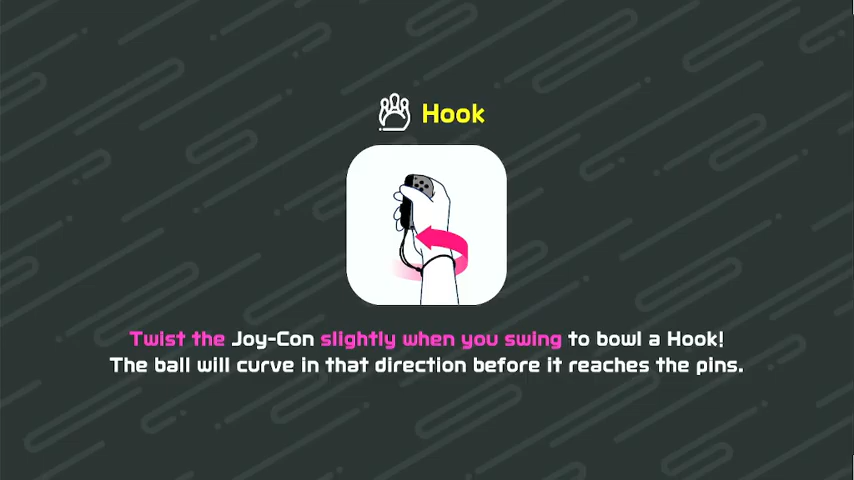 Hook
Twist the Joy-Con slightly when you swing to bowl a Hook!
The ball will curve in that direction before it reaches the pins.